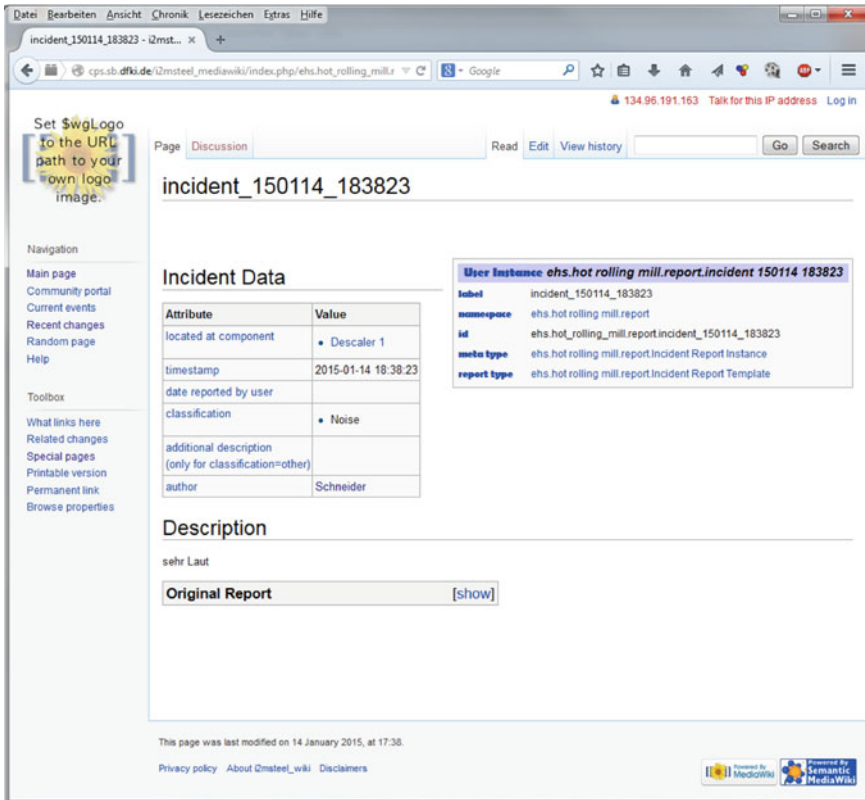 Datei Bearbeiten Ansicht Chronik Lesezeichen Extras Hilfe
incident_150114_183823 - i2mst... × +
cps.sb.dfki.de/i2msteel_mediawiki/index.php/ehs.hot_rolling_mill.r
Google
134.96.191.163 Talk for this IP address Log in
Set $wgLogo
to the URL
path to your
own logo
image.
Page Discussion Read Edit View history Go Search
incident_150114_183823
Navigation
Main page
Community portal
Current events
Recent changes
Random page
Help
Toolbox
What links here
Related changes
Special pages
Printable version
Permanent link
Browse properties
Incident Data
Attribute Value
located at component • Descaler 1
timestamp 2015-01-14 18:38:23
date reported by user
classification • Noise
additional description
(only for classification=other)
author Schneider
User Instance ehs.hot rolling mill.report.incident 150114 183823
label incident_150114_183823
namespace ehs.hot rolling mill.report
id ehs.hot_rolling_mill.report.incident_150114_183823
meta type ehs.hot rolling mill.report.Incident Report Instance
report type ehs.hot rolling mill.report.Incident Report Template
Description
sehr Laut
Original Report [show]
This page was last modified on 14 January 2015, at 17:38.
Privacy policy About i2msteel_wiki Disclaimers
Powered By
MediaWiki
Powered By
Semantic
MediaWiki